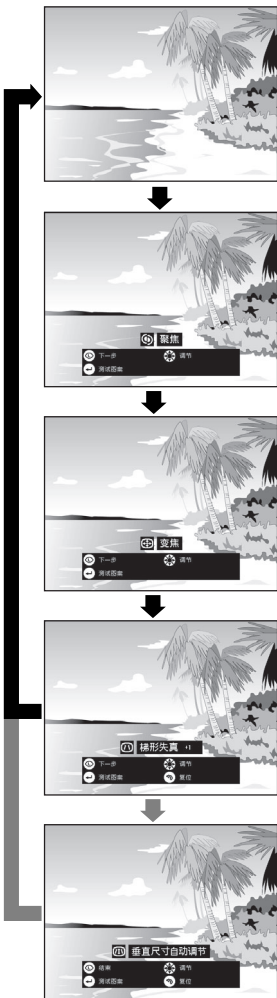 聚焦
下一步 调节
测试图案
变焦
下一步 调节
测试图案
梯形失真 +1
下一步 调节
测试图案 复位
垂直尺寸自动调节
结束 调节
测试图案 复位